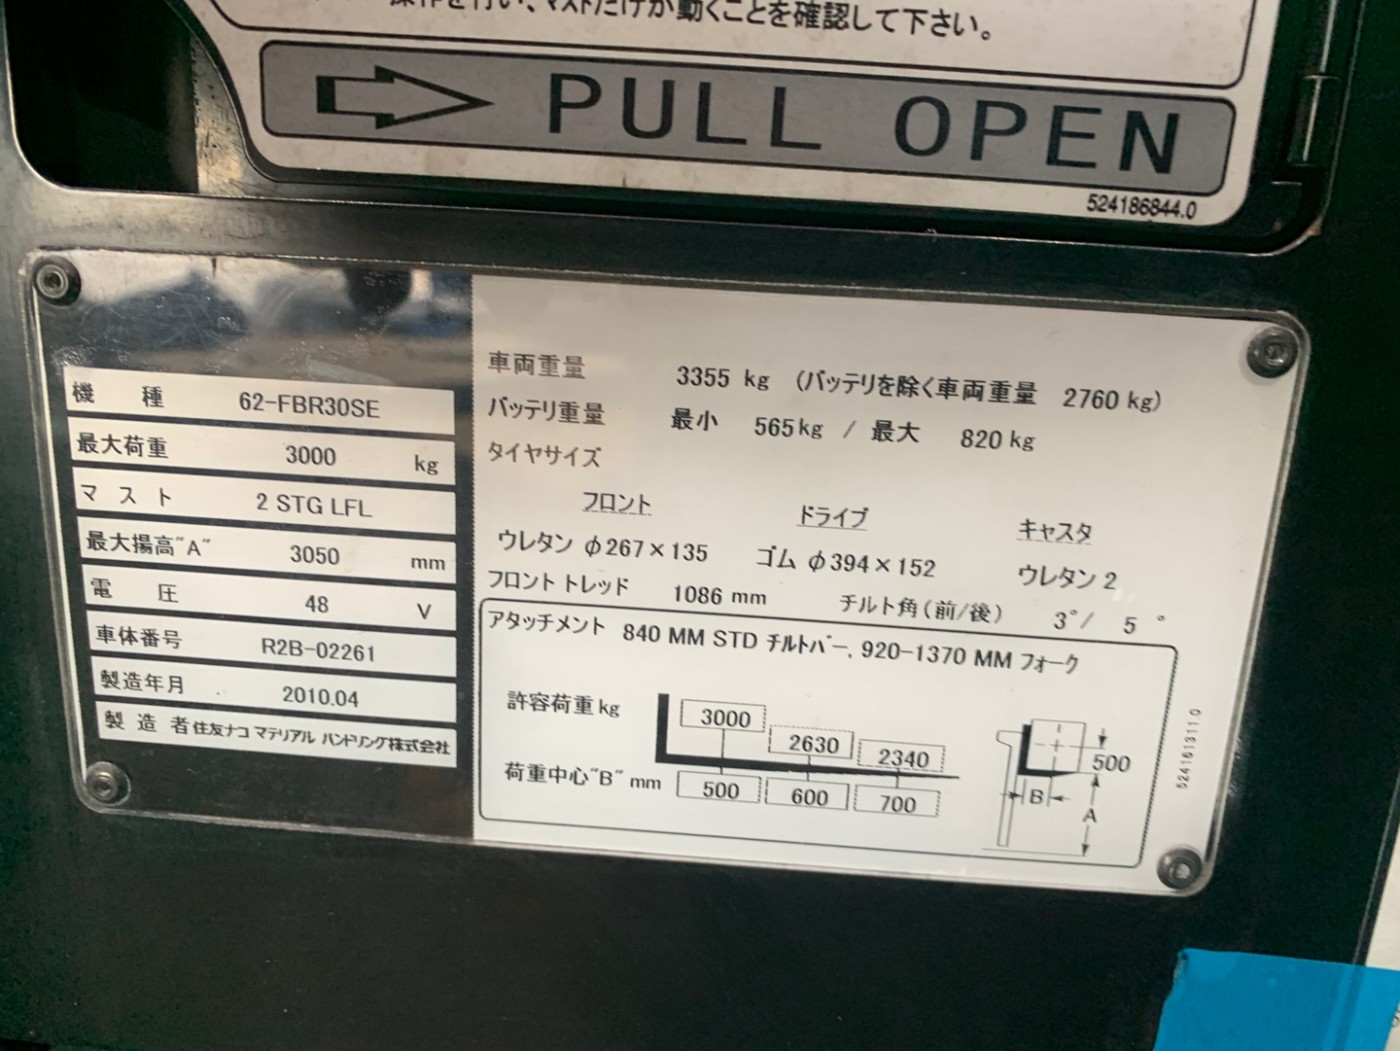 操作を行い、マストだけが動くことを確認して下さい。
PULL OPEN
524186844.0
機 種 62-FBR30SE
最大荷重 3000 kg
マスト 2 STG LFL
最大揚高"A" 3050 mm
電 圧 48 V
車体番号 R2B-02261
製造年月 2010.04
製造者 住友ナコ マテリアル ハンドリング株式会社
車両重量 3355 kg (バッテリを除く車両重量 2760 kg)
バッテリ重量 最小 565kg / 最大 820 kg
タイヤサイズ
フロント ドライブ キャスタ
ウレタン φ267×135 ゴム φ394×152 ウレタン 2
フロント トレッド 1086 mm チルト角(前/後) 3°/ 5 °
アタッチメント 840 MM STD チルトバー, 920-1370 MM フォーク
許容荷重 kg 3000 2630 2340
荷重中心"B" mm 500 600 700
500
B
A
524161311.0